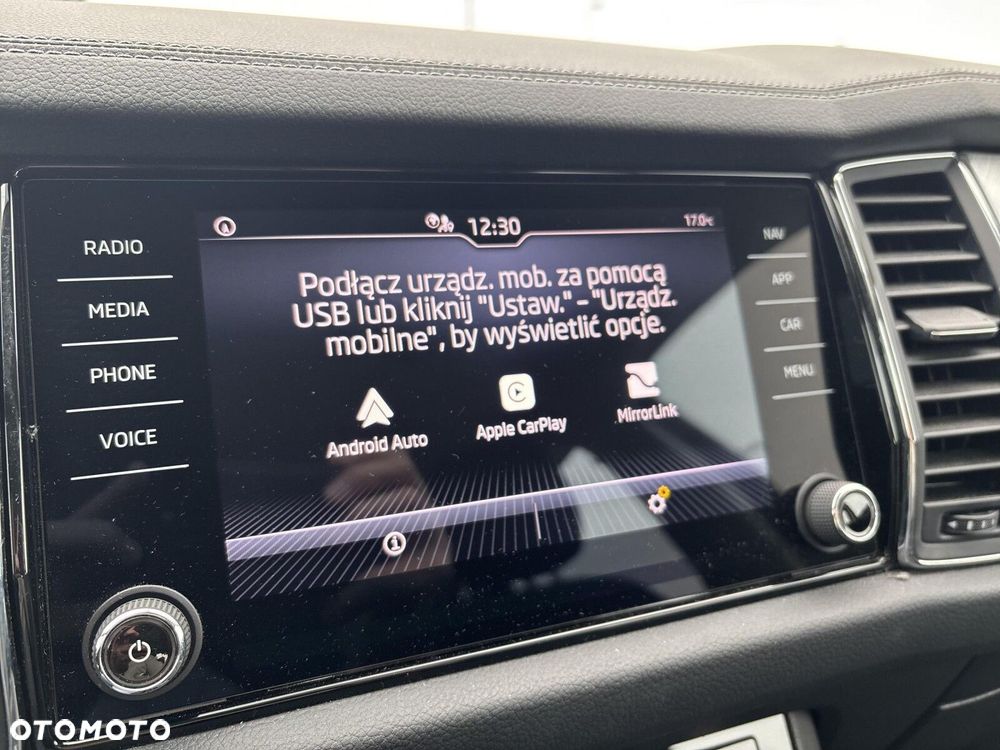 12:30
17.0°C
RADIO
MEDIA
PHONE
VOICE
Podłącz urządz. mob. za pomocą
USB lub kliknij "Ustaw." - "Urządz.
mobilne", by wyświetlić opcje.
Android Auto
Apple CarPlay
MirrorLink
NAV
APP
CAR
MENU
OTOMOTO